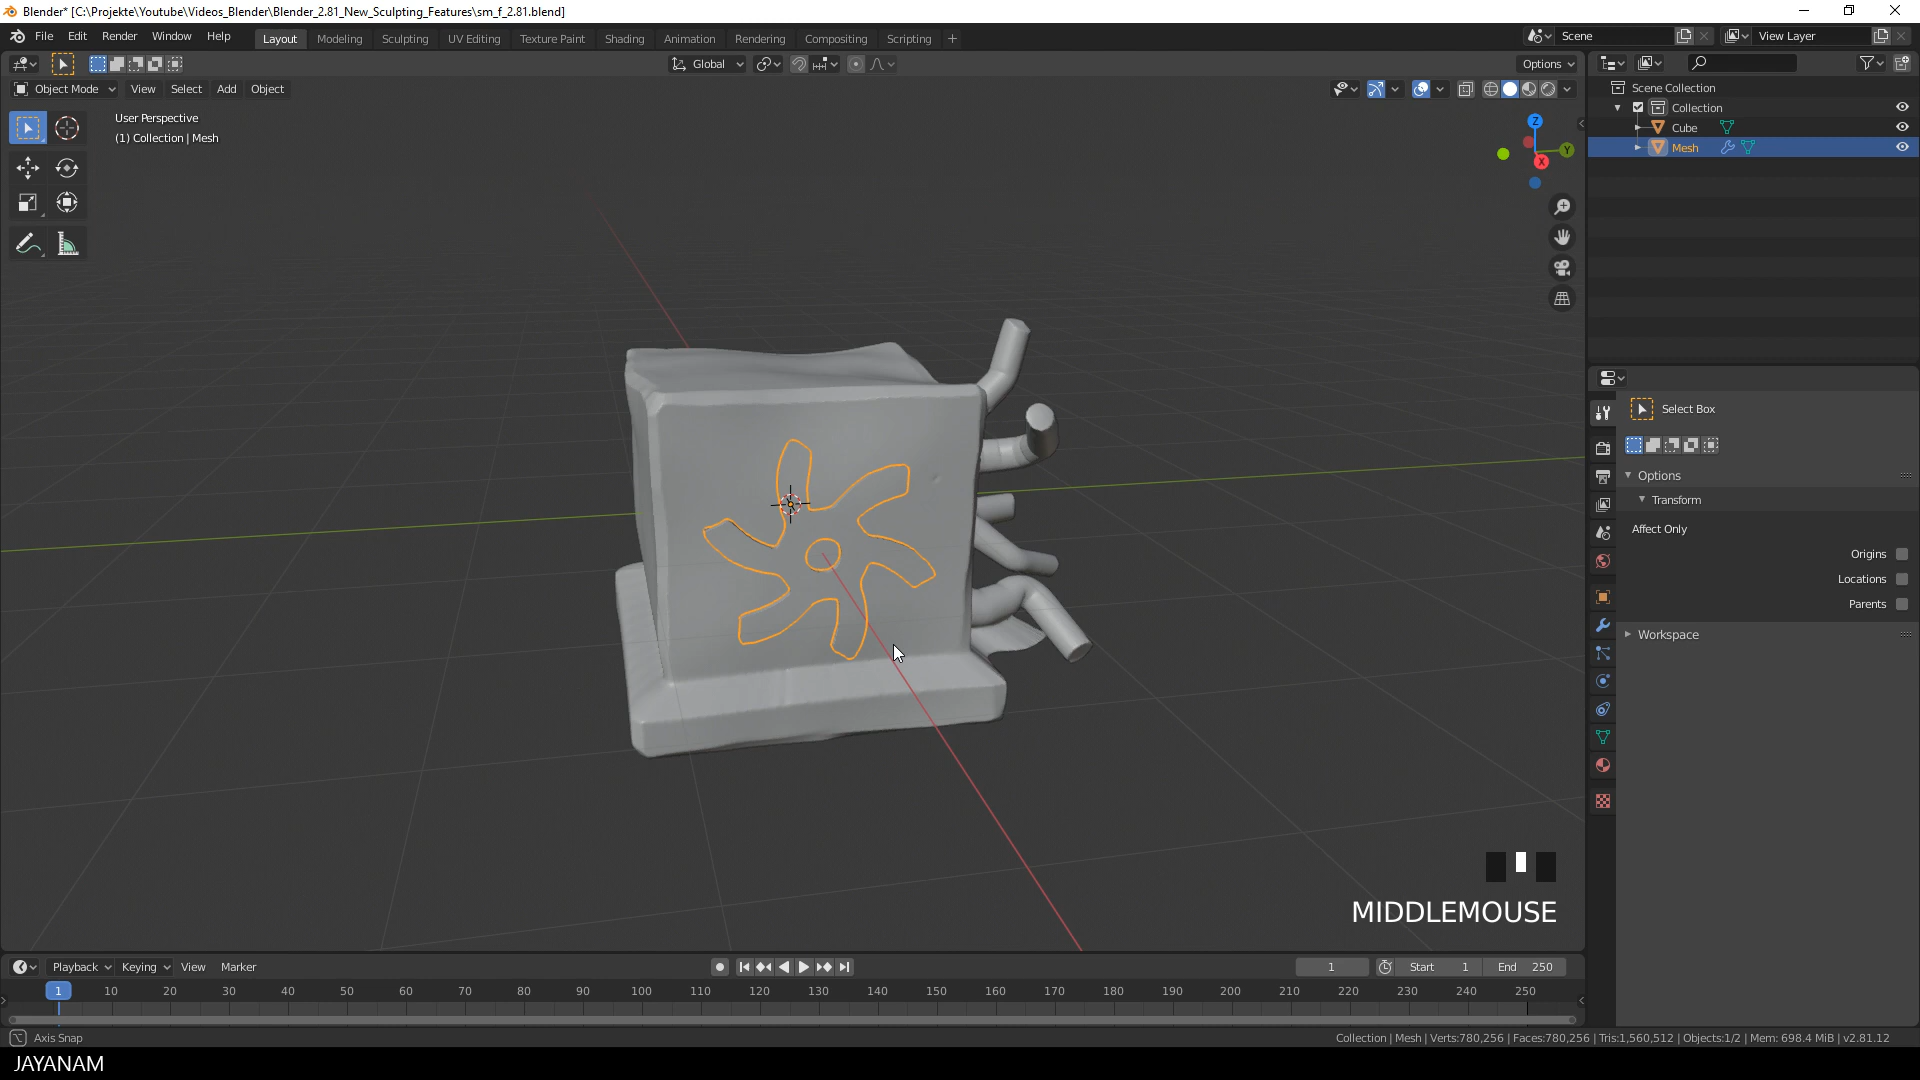 Blender* [C:\Projekte\Youtube\Videos_Blender\Blender_2.81_New_Sculpting_Features\sm_f_2.81.blend]
File Edit Render Window Help Layout Modeling Sculpting UV Editing Texture Paint Shading Animation Rendering Compositing Scripting + Scene View Layer
Global Options
Object Mode View Select Add Object
User Perspective
(1) Collection | Mesh
Z
Y
X
Scene Collection
Collection
Cube
Mesh
Select Box
Options
Transform
Affect Only
Origins
Locations
Parents
Workspace
MIDDLEMOUSE
Playback Keying View Marker 1 Start 1 End 250
1 10 20 30 40 50 60 70 80 90 100 110 120 130 140 150 160 170 180 190 200 210 220 230 240 250
Axis Snap Collection | Mesh | Verts:780,256 | Faces:780,256 | Tris:1,560,512 | Objects:1/2 | Mem: 698.4 MiB | v2.81.12
JAYANAM